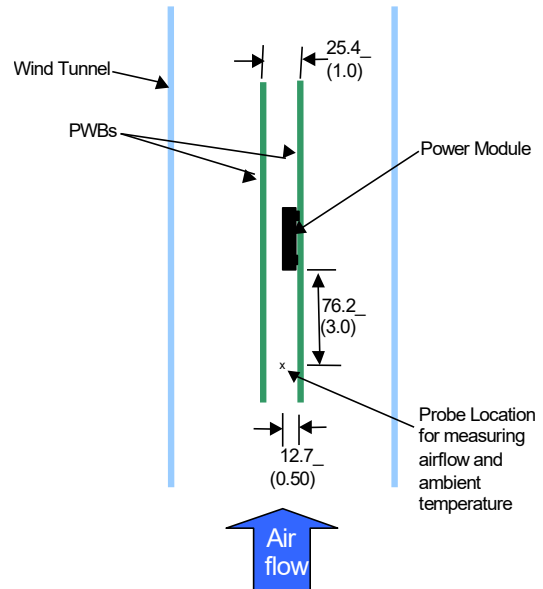 25.4_
(1.0)
Wind Tunnel
PWBs
Power Module
76.2_
(3.0)
x
Probe Location
for measuring
airflow and
ambient
temperature
12.7_
(0.50)
Air
flow